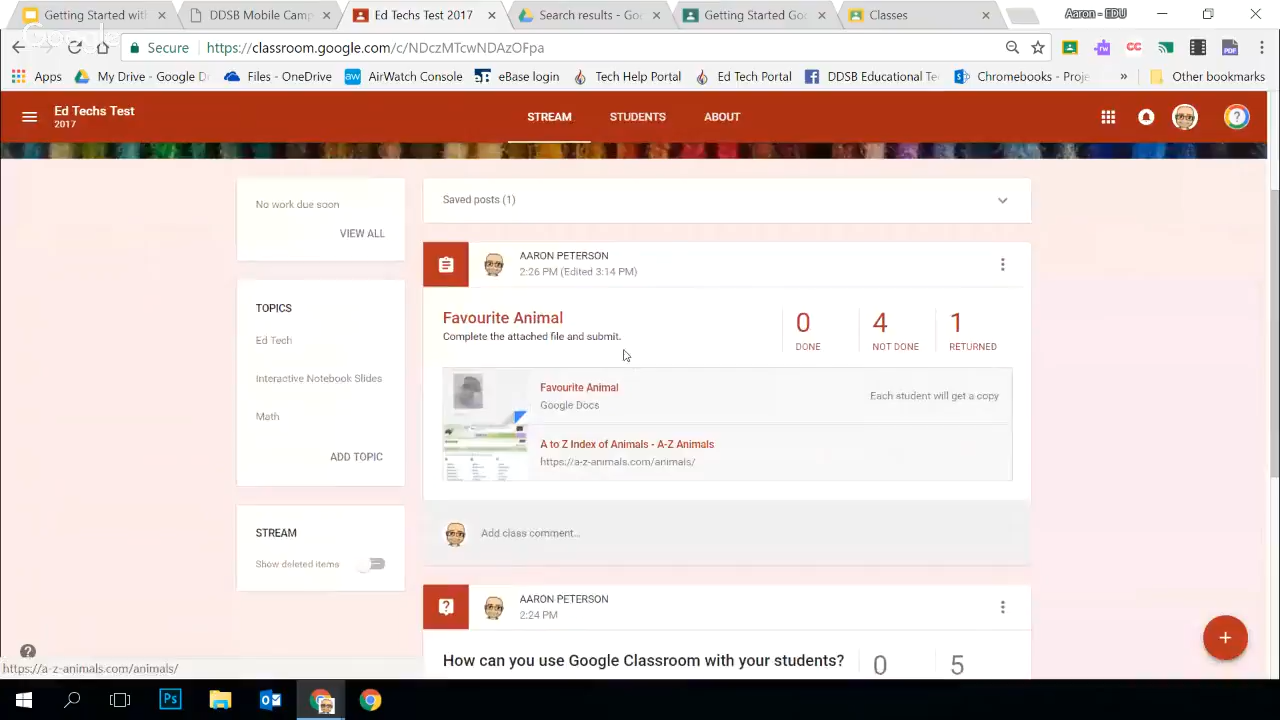 Getting Started with
DDSB Mobile Camp
Ed Techs Test 2017
Search results - Goo
Getting Started Goo
Classes
Aaron - EDU
Secure
https://classroom.google.com/c/NDczMTcwNDAzOFpa
Apps
My Drive - Google D
Files - OneDrive
AirWatch Console
eBase login
Tech Help Portal
Ed Tech Portal
DDSB Educational Te
Chromebooks - Proje
»
Other bookmarks
Ed Techs Test
2017
STREAM
STUDENTS
ABOUT
No work due soon
VIEW ALL
TOPICS
Ed Tech
Interactive Notebook Slides
Math
ADD TOPIC
STREAM
Show deleted items
Saved posts (1)
AARON PETERSON
2:26 PM (Edited 3:14 PM)
Favourite Animal
Complete the attached file and submit.
0
DONE
4
NOT DONE
1
RETURNED
Favourite Animal
Google Docs
Each student will get a copy
A to Z Index of Animals - A-Z Animals
https://a-z-animals.com/animals/
Add class comment...
AARON PETERSON
2:24 PM
How can you use Google Classroom with your students?
0
5
https://a-z-animals.com/animals/